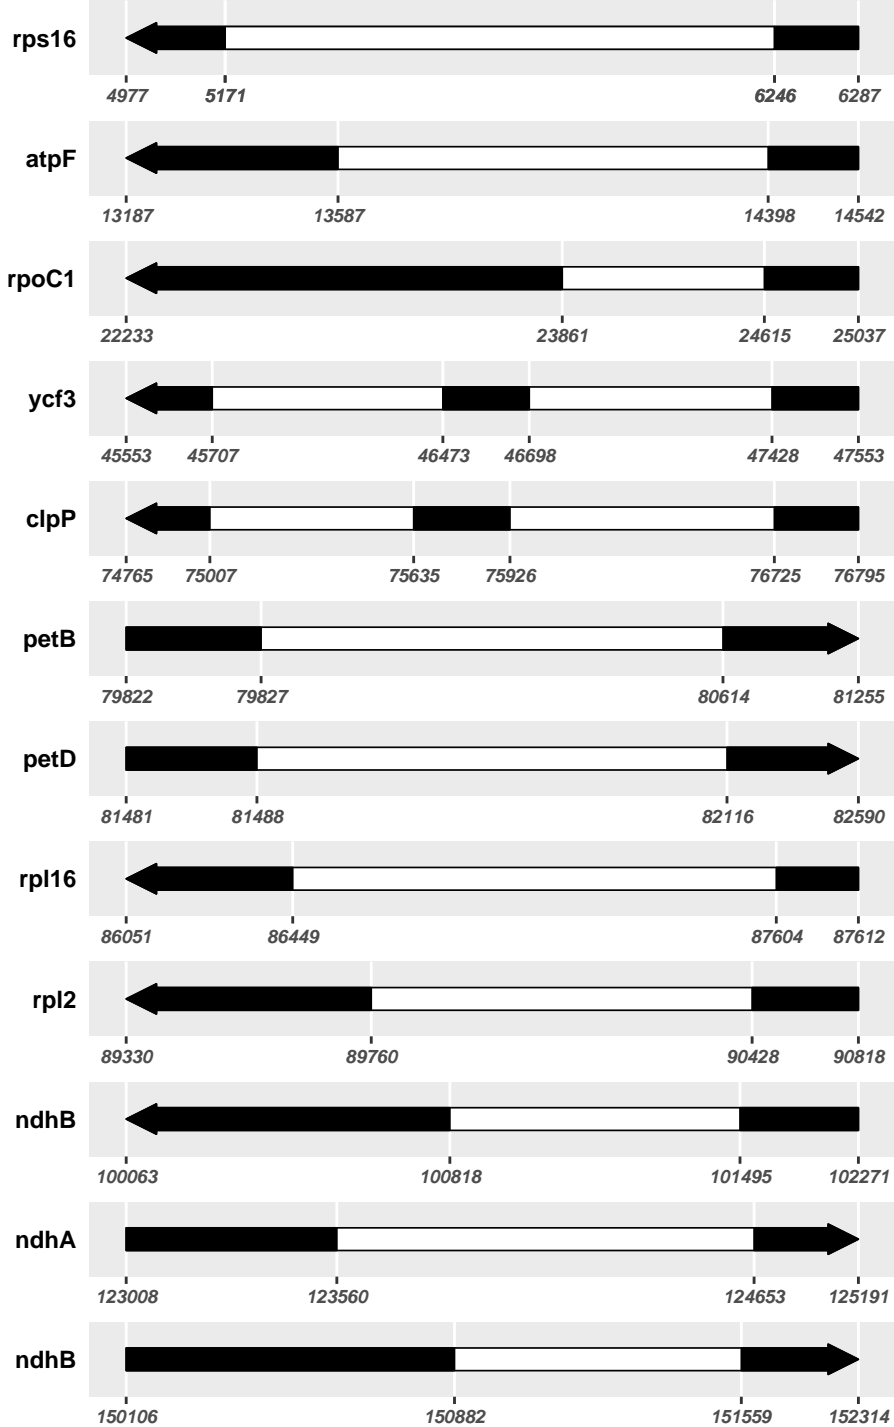 rps16
4977 5171 6246 6287
atpF
13187 13587 14398 14542
rpoC1
22233 23861 24615 25037
ycf3
45553 45707 46473 46698 47428 47553
clpP
74765 75007 75635 75926 76725 76795
petB
79822 79827 80614 81255
petD
81481 81488 82116 82590
rpl16
86051 86449 87604 87612
rpl2
89330 89760 90428 90818
ndhB
100063 100818 101495 102271
ndhA
123008 123560 124653 125191
ndhB
150106 150882 151559 152314